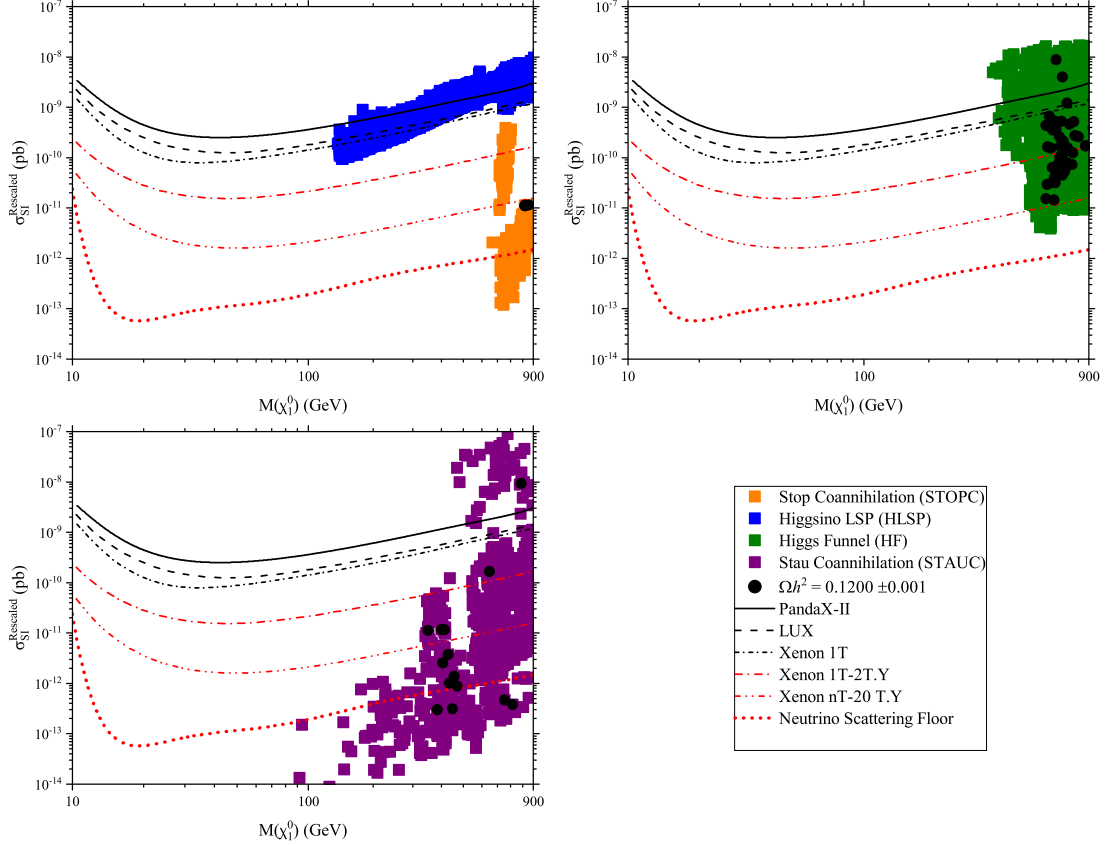 10⁻⁷
10⁻⁸
10⁻⁹
10⁻¹⁰
10⁻¹¹
10⁻¹²
10⁻¹³
10⁻¹⁴
σ_SI^Rescaled (pb)
10 100 900
M(χ₁⁰) (GeV)
10⁻⁷
10⁻⁸
10⁻⁹
10⁻¹⁰
10⁻¹¹
10⁻¹²
10⁻¹³
10⁻¹⁴
σ_SI^Rescaled (pb)
10 100 900
M(χ₁⁰) (GeV)
10⁻⁷
10⁻⁸
10⁻⁹
10⁻¹⁰
10⁻¹¹
10⁻¹²
10⁻¹³
10⁻¹⁴
σ_SI^Rescaled (pb)
10 100 900
M(χ₁⁰) (GeV)
Stop Coannihilation (STOPC)
Higgsino LSP (HLSP)
Higgs Funnel (HF)
Stau Coannihilation (STAUC)
Ωh² = 0.1200 ±0.001
PandaX-II
LUX
Xenon 1T
Xenon 1T-2T.Y
Xenon nT-20 T.Y
Neutrino Scattering Floor